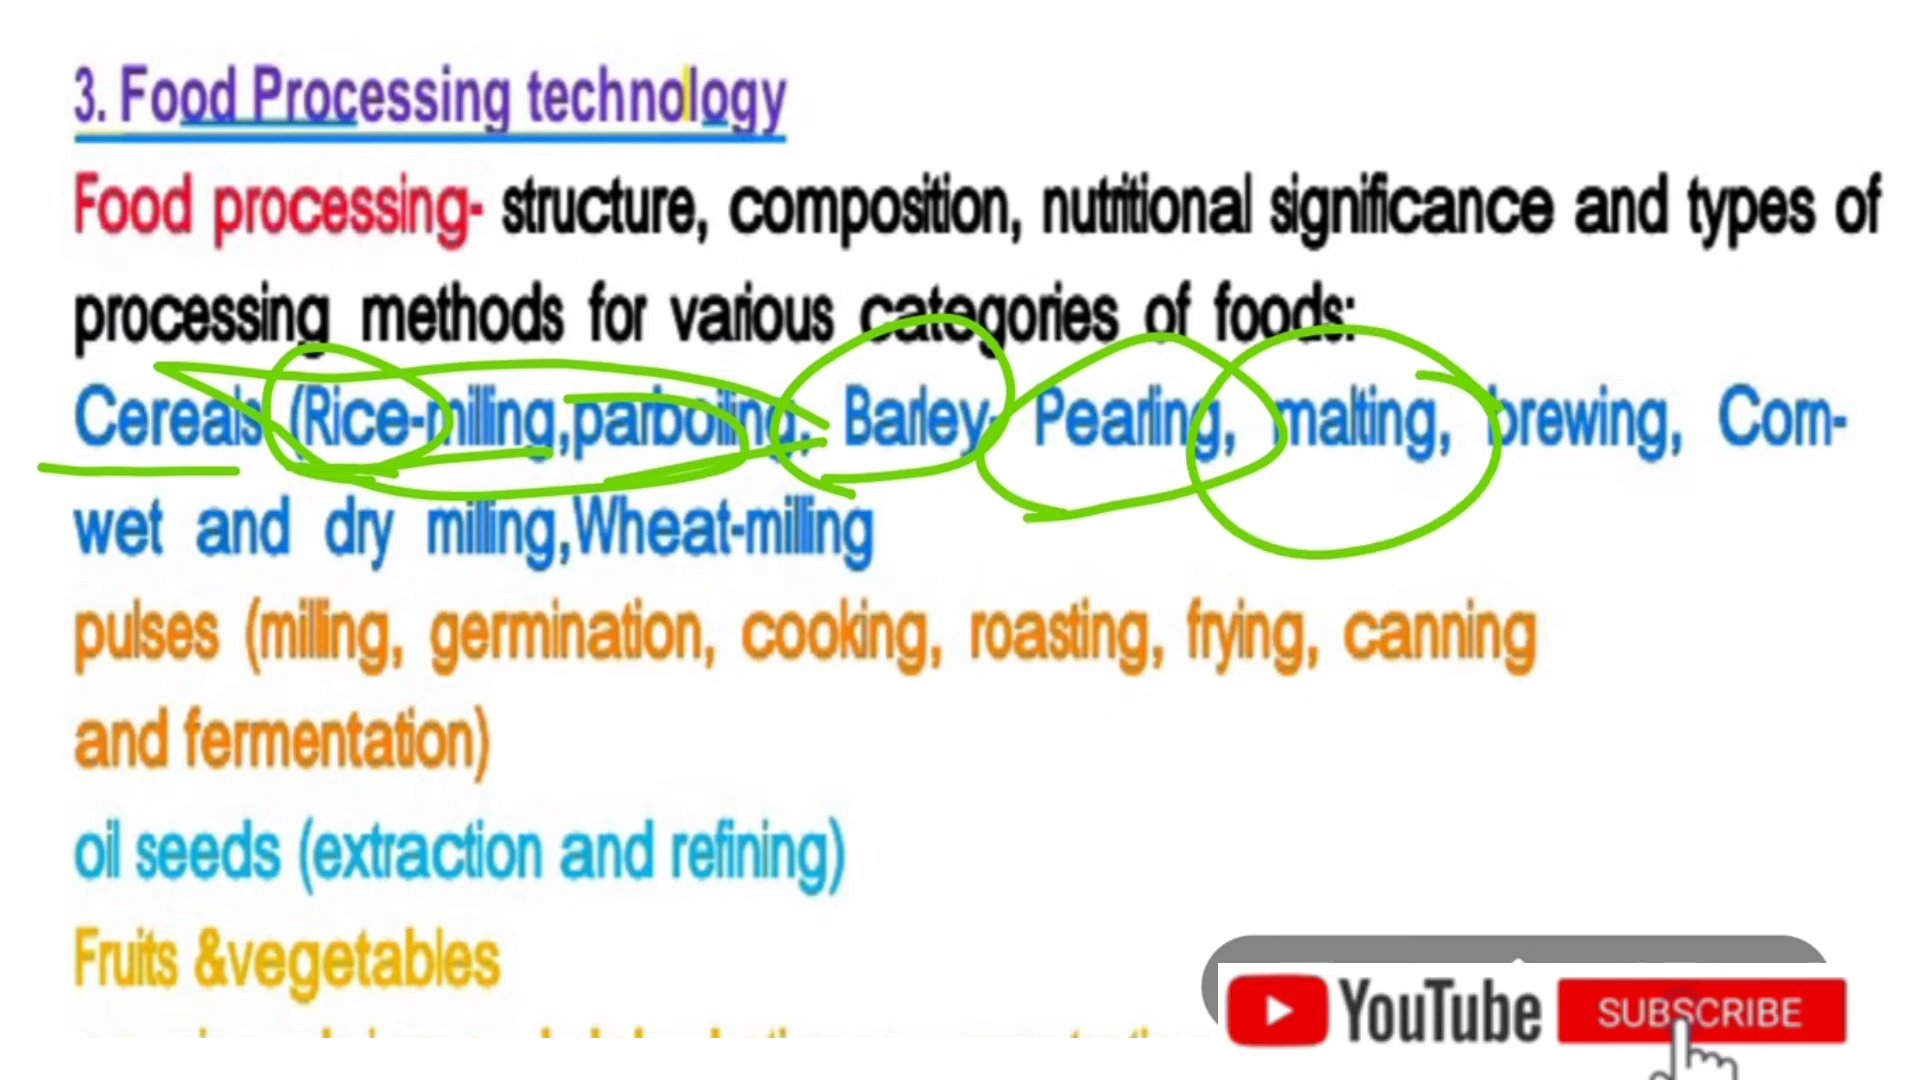 3. Food Processing technology
Food processing- structure, composition, nutritional significance and types of
processing methods for various categories of foods:
Cereals (Rice-milling,parboiling, Barley- Pearling, malting, brewing, Corn-
wet and dry milling,Wheat-milling
pulses (milling, germination, cooking, roasting, frying, canning
and fermentation)
oil seeds (extraction and refining)
Fruits &vegetables
YouTube SUBSCRIBE